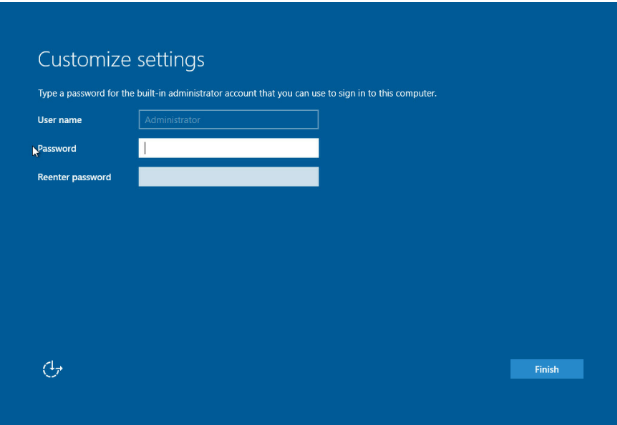 Customize settings
Type a password for the built-in administrator account that you can use to sign in to this computer.
User name
Administrator
Password
Reenter password
Finish